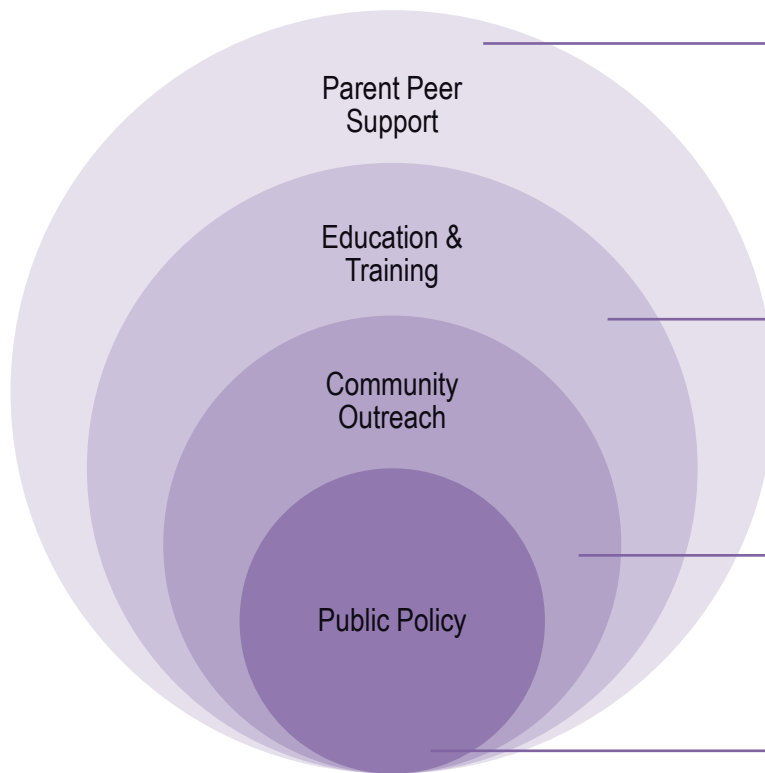 Parent Peer
Support
Education &
Training
Community
Outreach
Public Policy